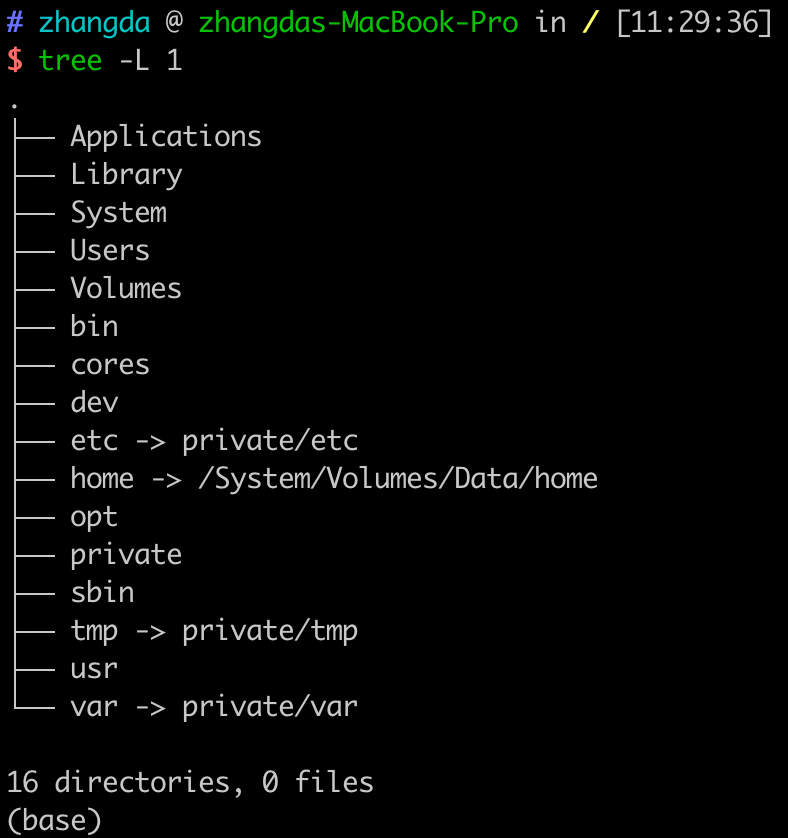 # zhangda @ zhangdas-MacBook-Pro in / [11:29:36]
$ tree -L 1
.
├── Applications
├── Library
├── System
├── Users
├── Volumes
├── bin
├── cores
├── dev
├── etc -> private/etc
├── home -> /System/Volumes/Data/home
├── opt
├── private
├── sbin
├── tmp -> private/tmp
├── usr
└── var -> private/var

16 directories, 0 files
(base)